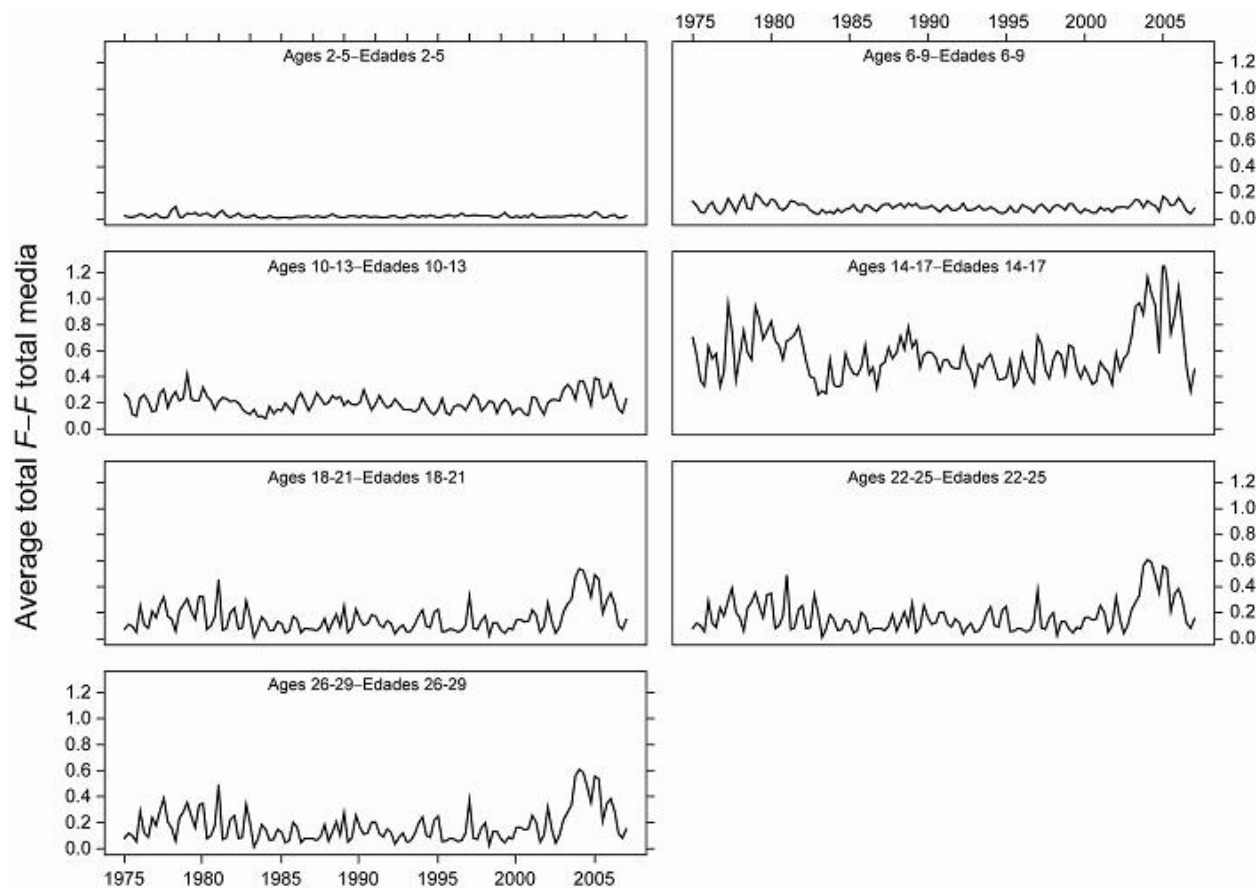 1975 1980 1985 1990 1995 2000 2005
Ages 2-5–Edades 2-5
Ages 6-9–Edades 6-9
1.2
1.0
0.8
0.6
0.4
0.2
0.0
Average total F–F total media
Ages 10-13–Edades 10-13
1.2
1.0
0.8
0.6
0.4
0.2
0.0
Ages 14-17–Edades 14-17
Ages 18-21–Edades 18-21
Ages 22-25–Edades 22-25
1.2
1.0
0.8
0.6
0.4
0.2
0.0
Ages 26-29–Edades 26-29
1.2
1.0
0.8
0.6
0.4
0.2
0.0
1975 1980 1985 1990 1995 2000 2005